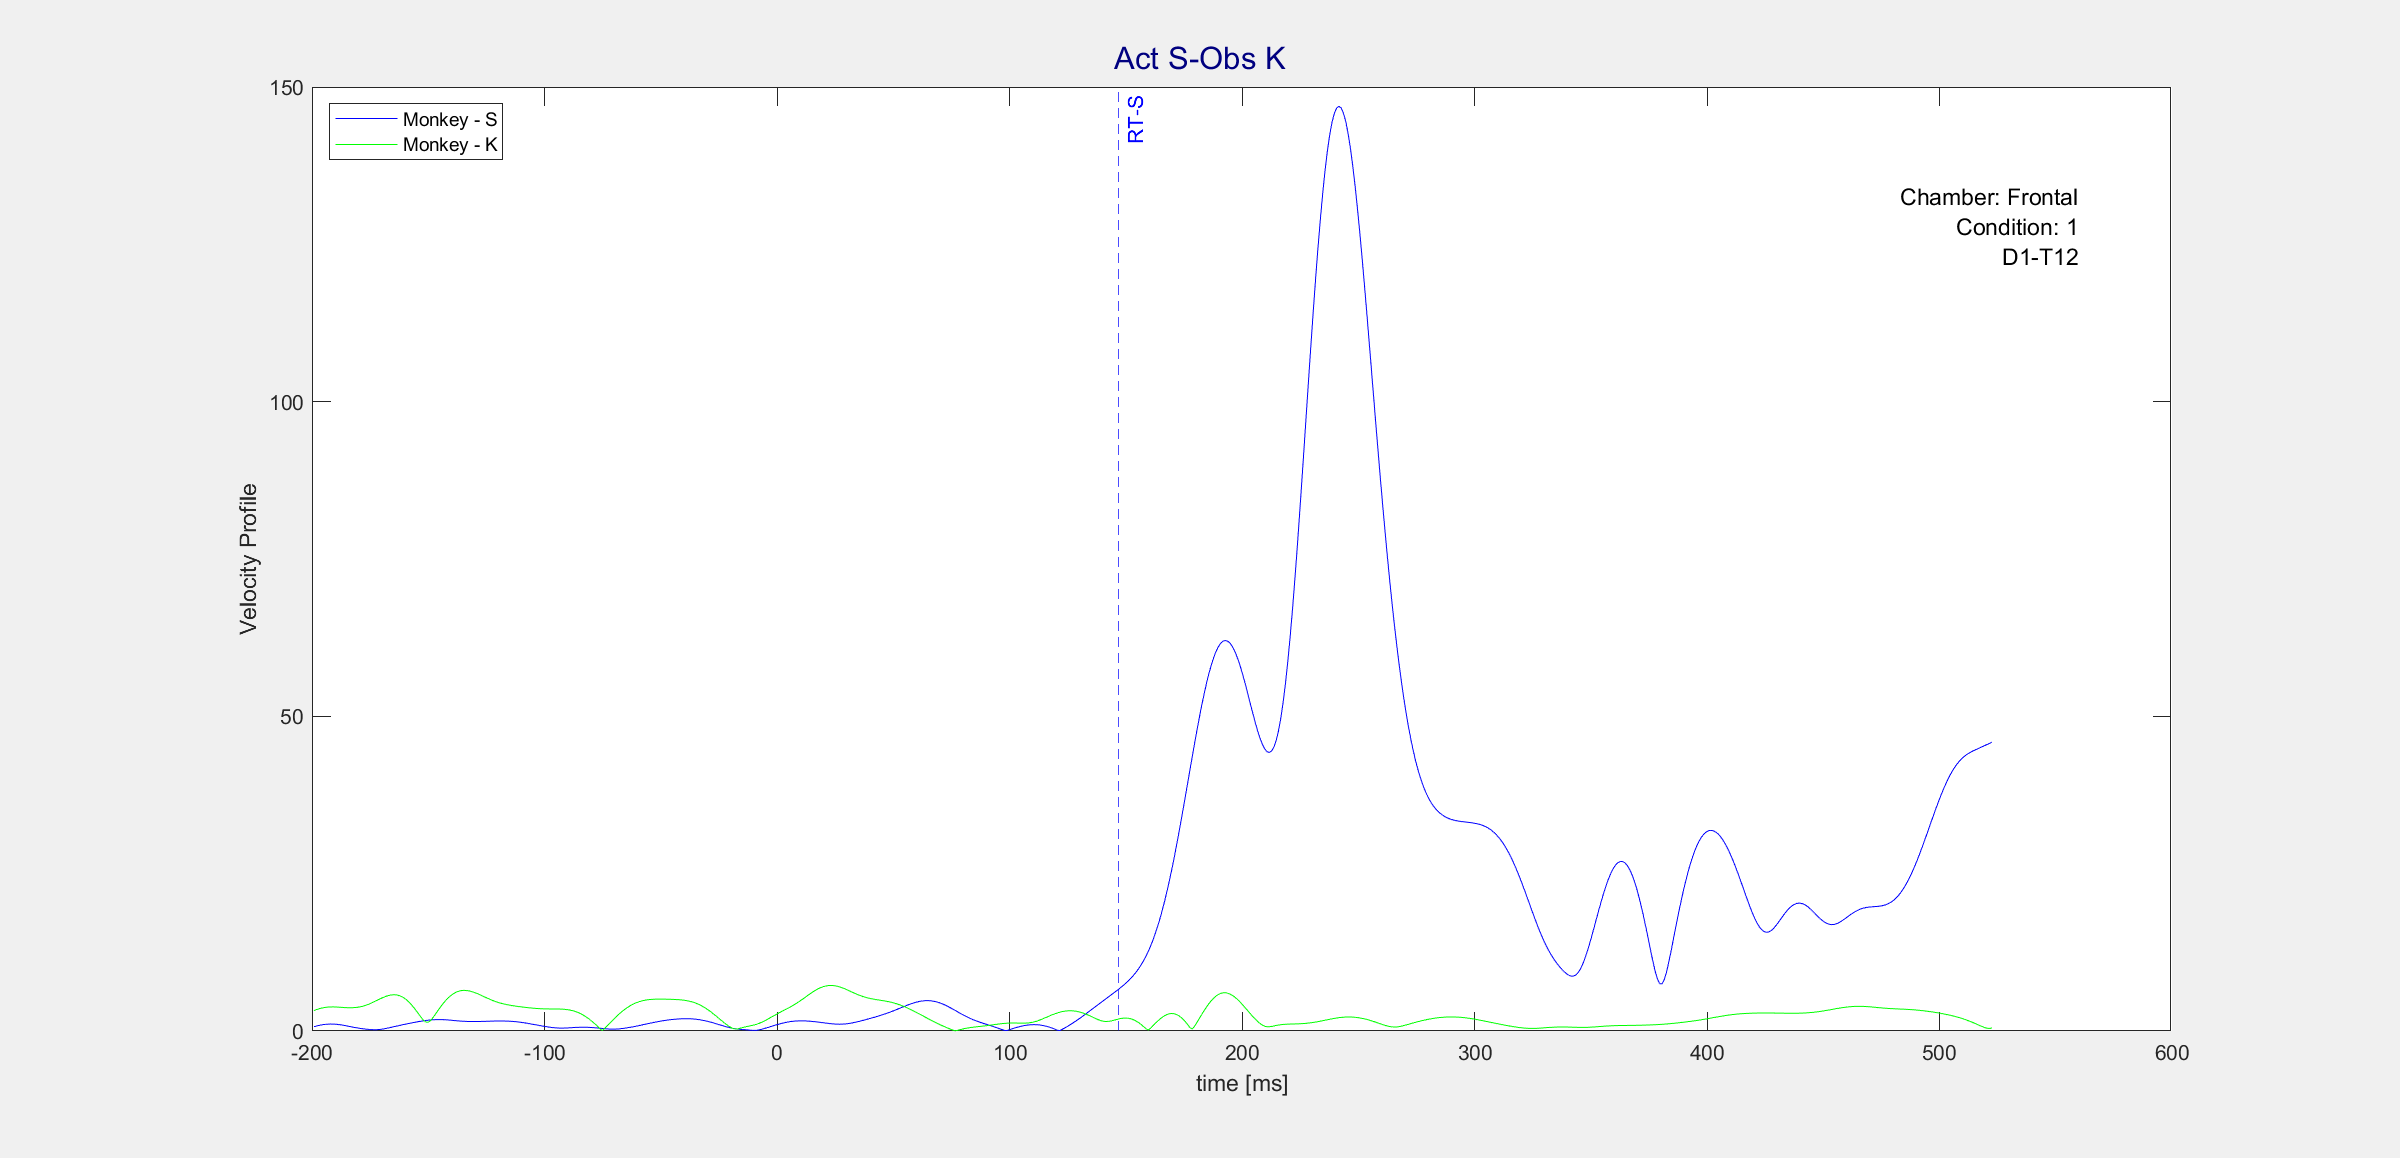 Act S-Obs K
Monkey - S
Monkey - K
RT-S
Chamber: Frontal
Condition: 1
D1-T12
Velocity Profile
150
100
50
0
-200 -100 0 100 200 300 400 500 600
time [ms]